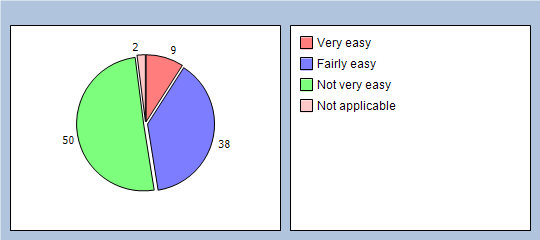 2
9
38
50
Very easy
Fairly easy
Not very easy
Not applicable